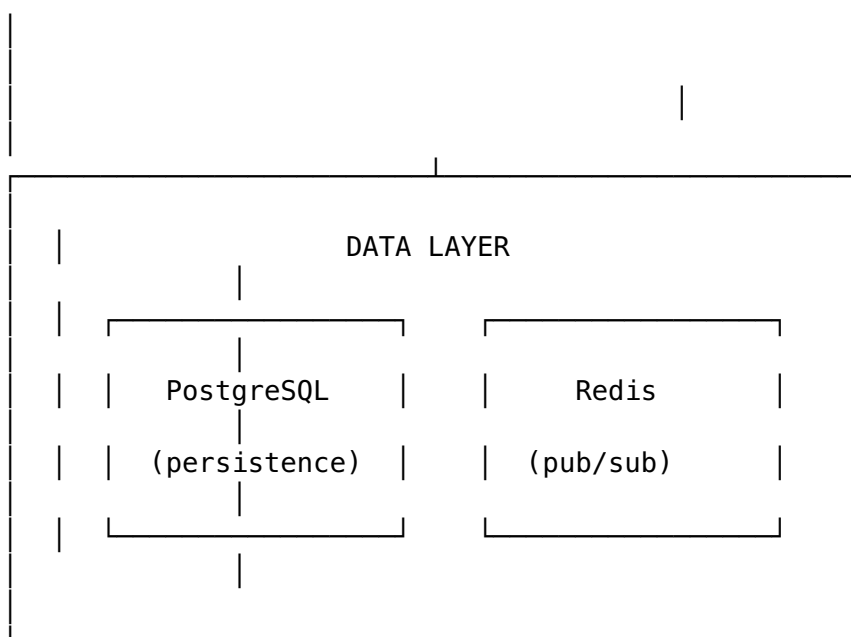 DATA LAYER
PostgreSQL Redis
(persistence) (pub/sub)